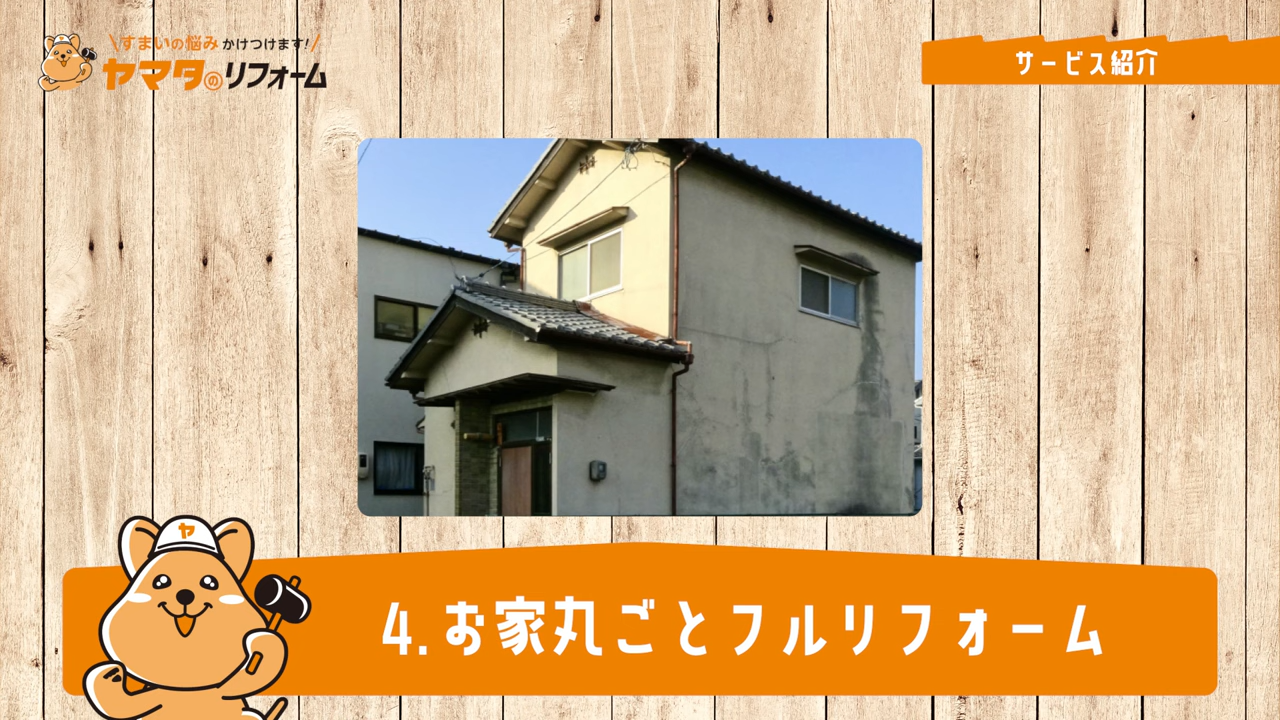 すまいの悩みかけつけます!
ヤマタのリフォーム
サービス紹介
ヤ
4.お家丸ごとフルリフォーム